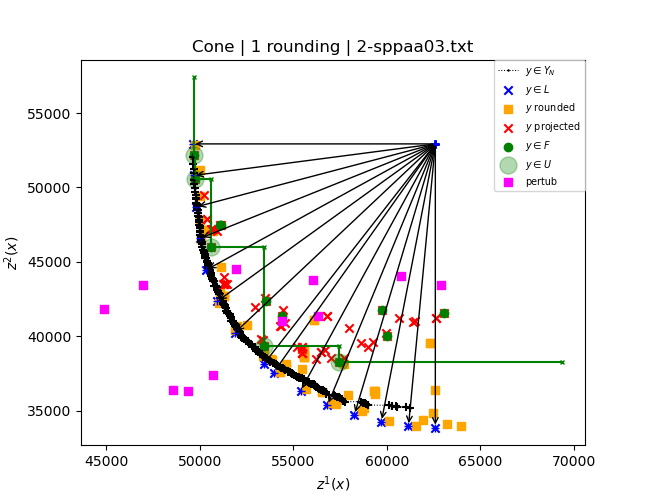 Cone | 1 rounding | 2-sppaa03.txt
y ∈ Y_N
y ∈ L
y rounded
y projected
y ∈ F
y ∈ U
pertub
55000
50000
45000
40000
35000
z²(x)
45000 50000 55000 60000 65000 70000
z¹(x)